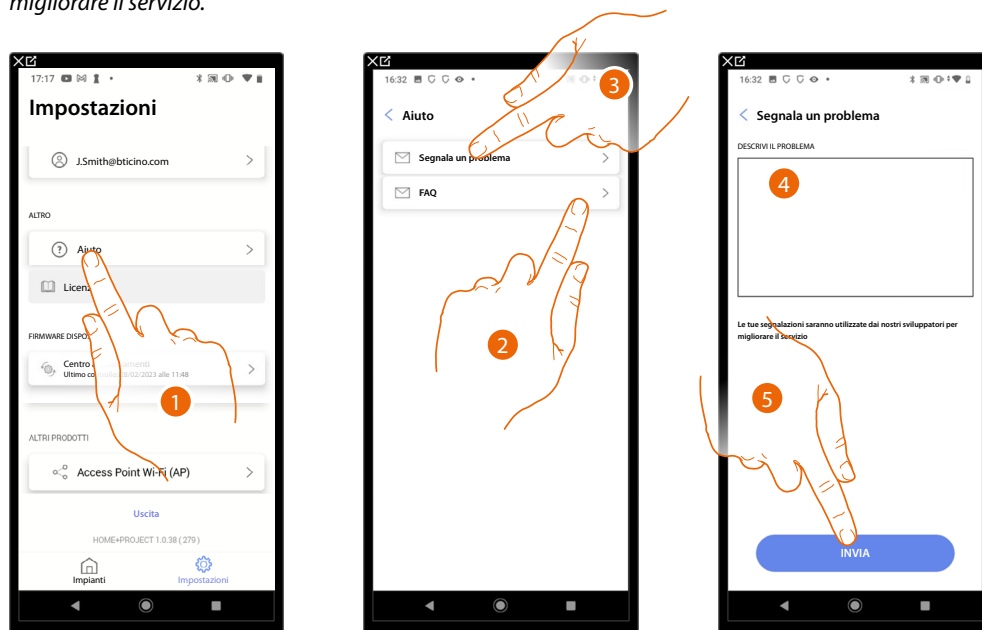 migliorare il servizio.
17:17
Impostazioni
J.Smith@bticino.com
ALTRO
Aiuto
Licenz
FIRMWARE DISPO
Centro a
Ultimo co 28/02/2023 alle 11:48
1
ALTRI PRODOTTI
Access Point Wi-Fi (AP)
Uscita
HOME+PROJECT 1.0.38 ( 279 )
Impianti
Impostazioni
16:32
3
Aiuto
Segnala un problema
FAQ
2
16:32
Segnala un problema
DESCRIVI IL PROBLEMA
4
Le tue segnalazioni saranno utilizzate dai nostri sviluppatori per
migliorare il servizio
5
INVIA